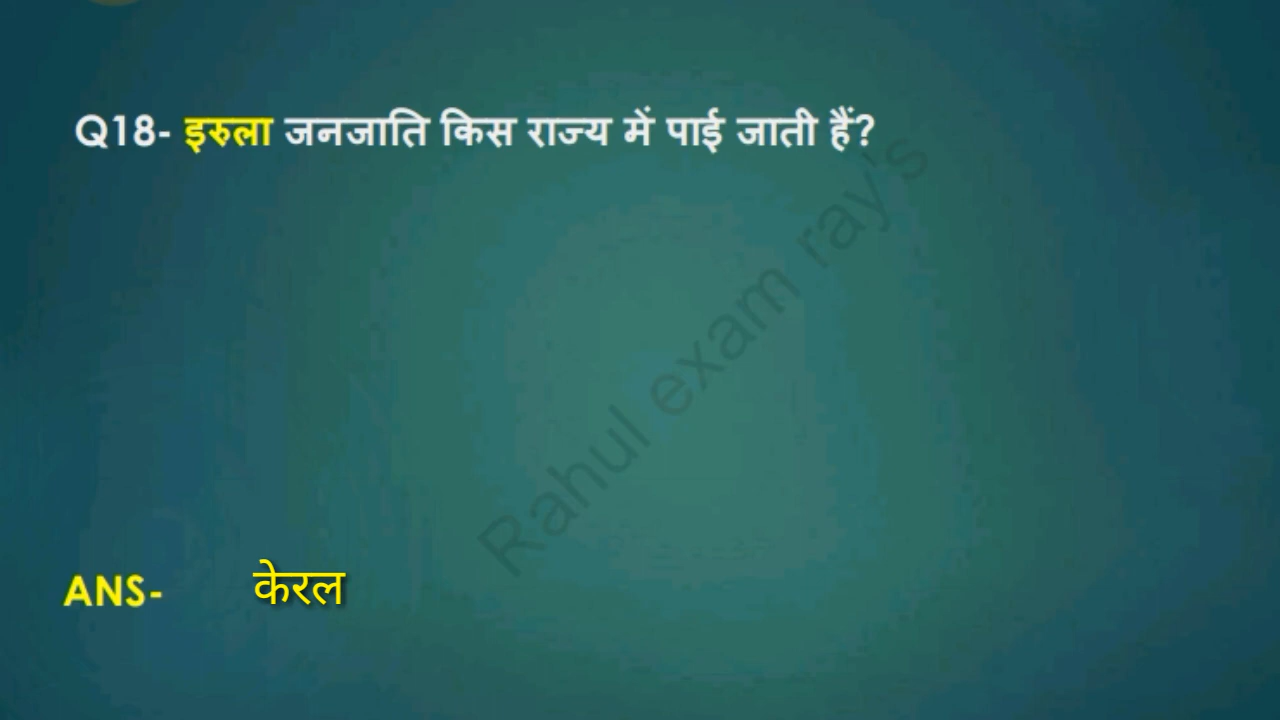 Q18- इरुला जनजाति किस राज्य में पाई जाती हैं?
Rahul exam ray's
ANS- केरल